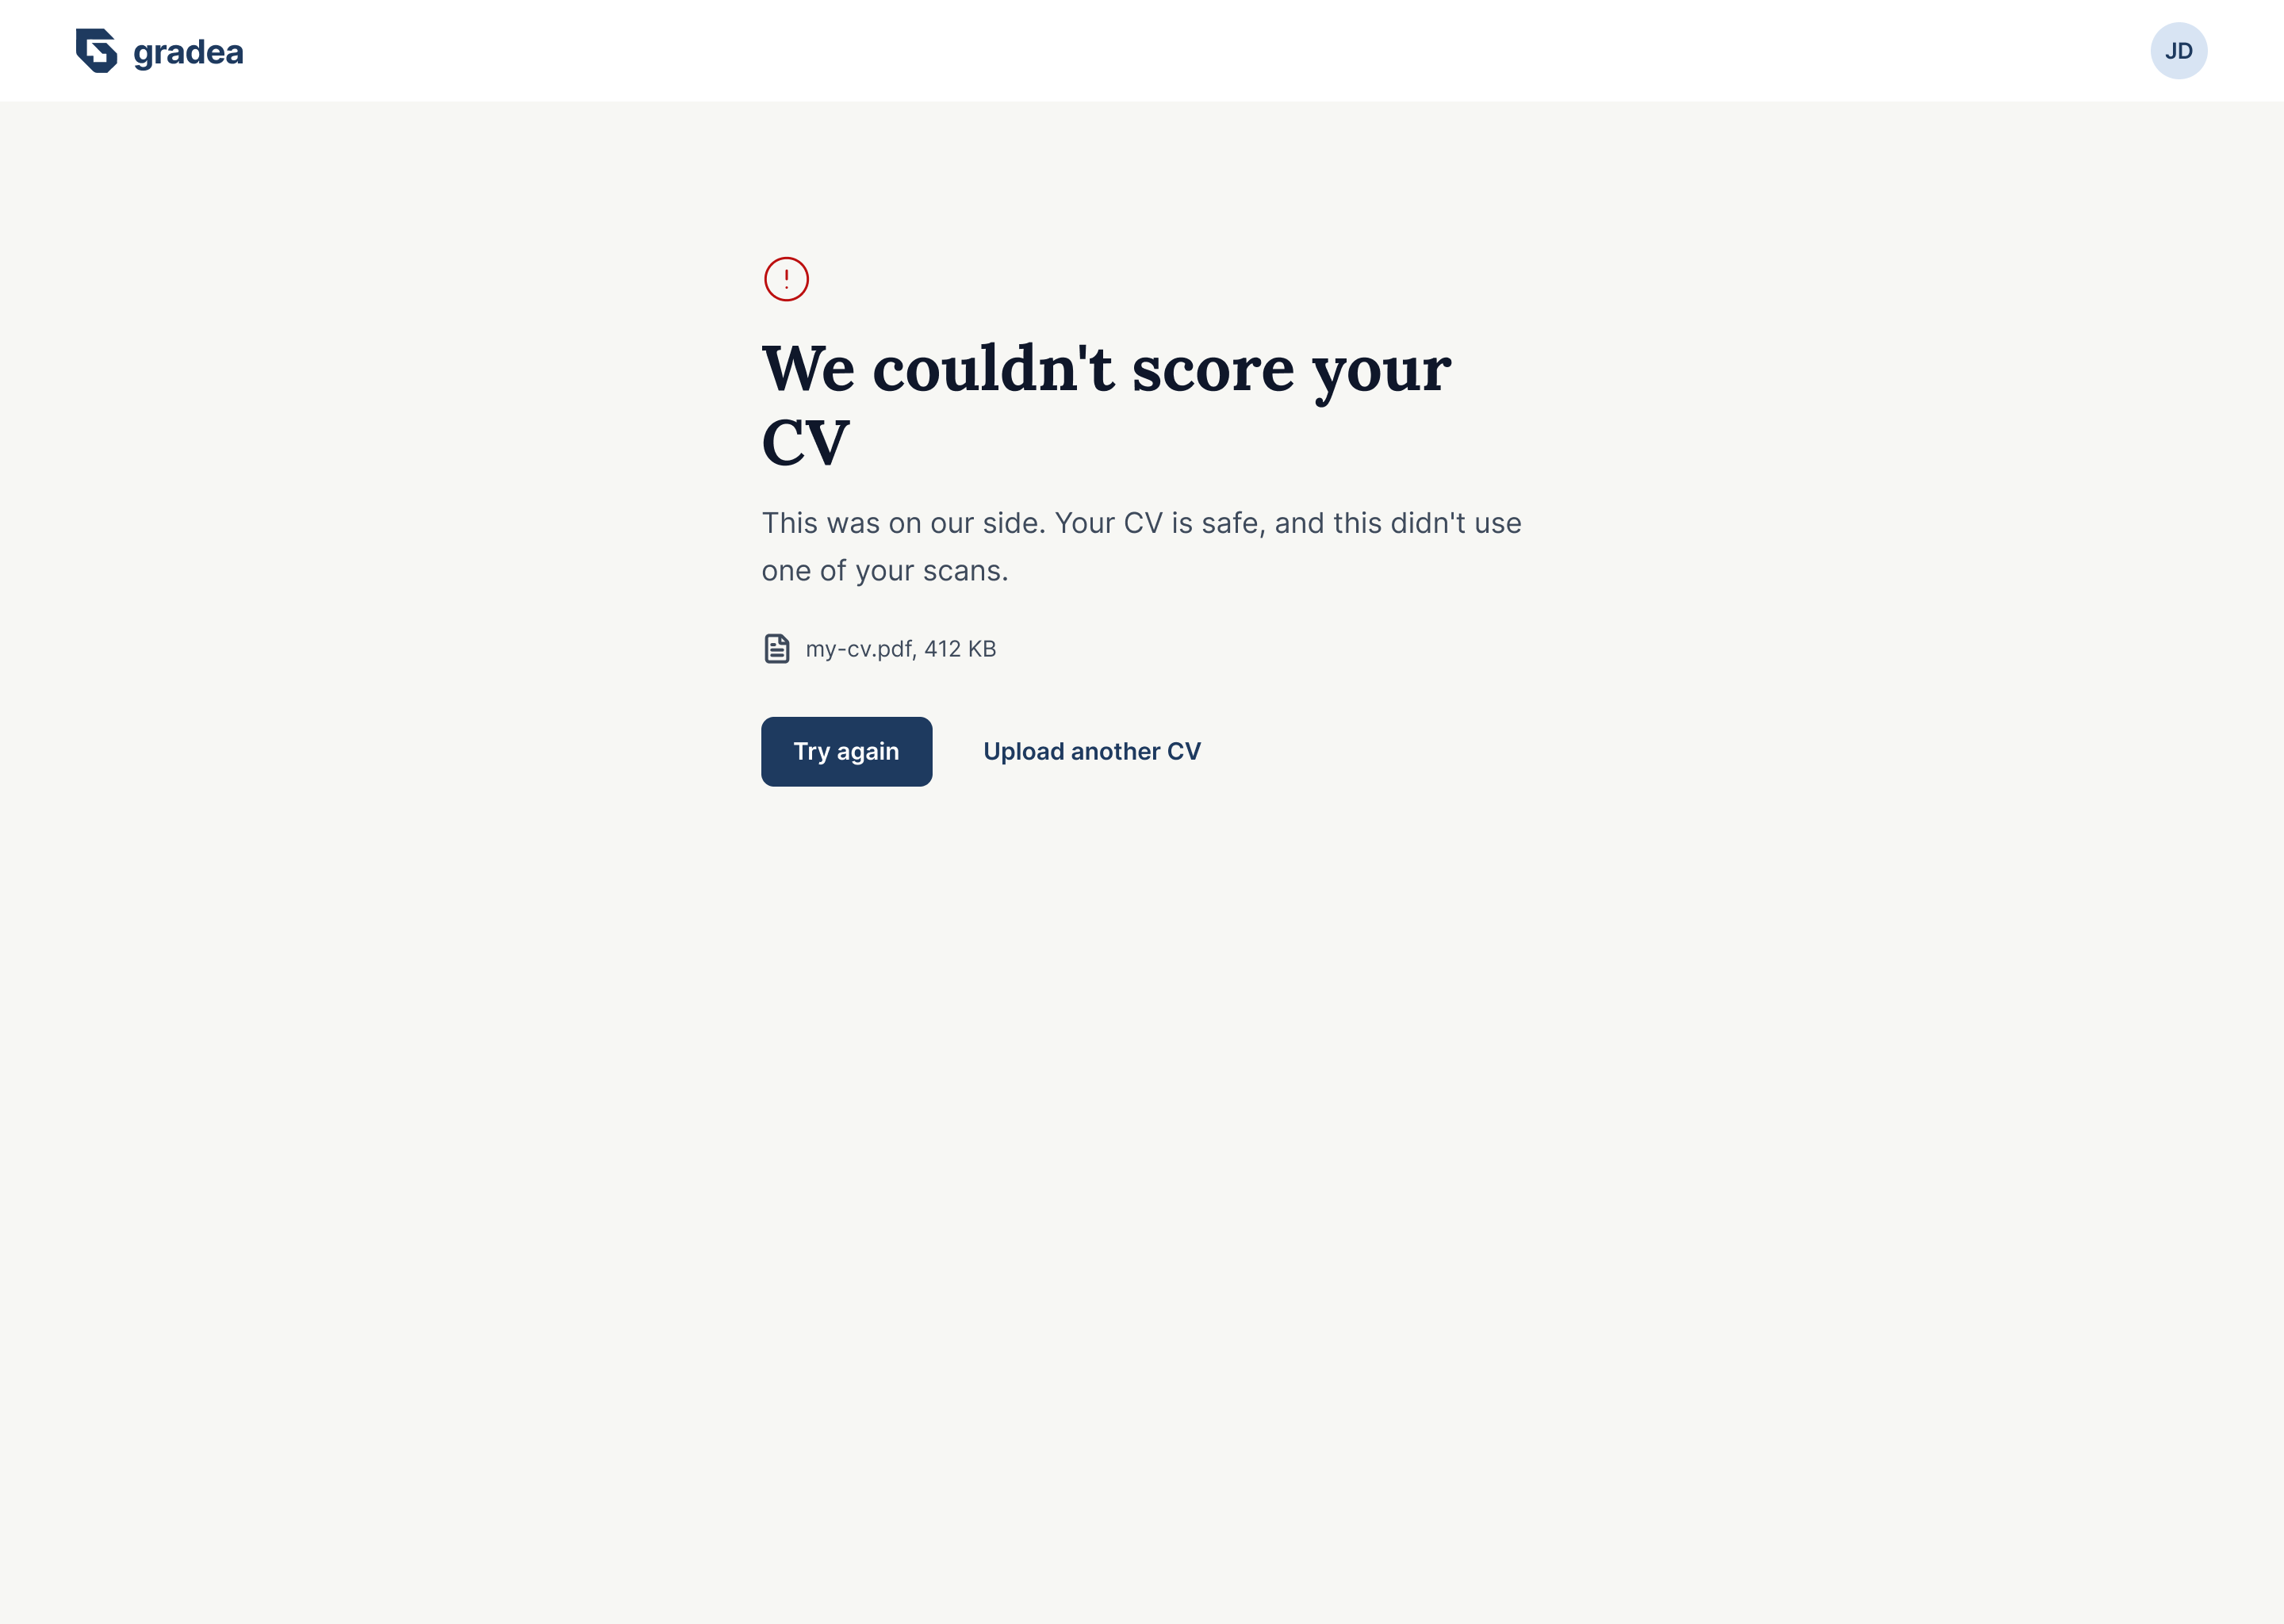 gradea
JD
We couldn't score your
CV
This was on our side. Your CV is safe, and this didn't use
one of your scans.
my-cv.pdf, 412 KB
Try again
Upload another CV